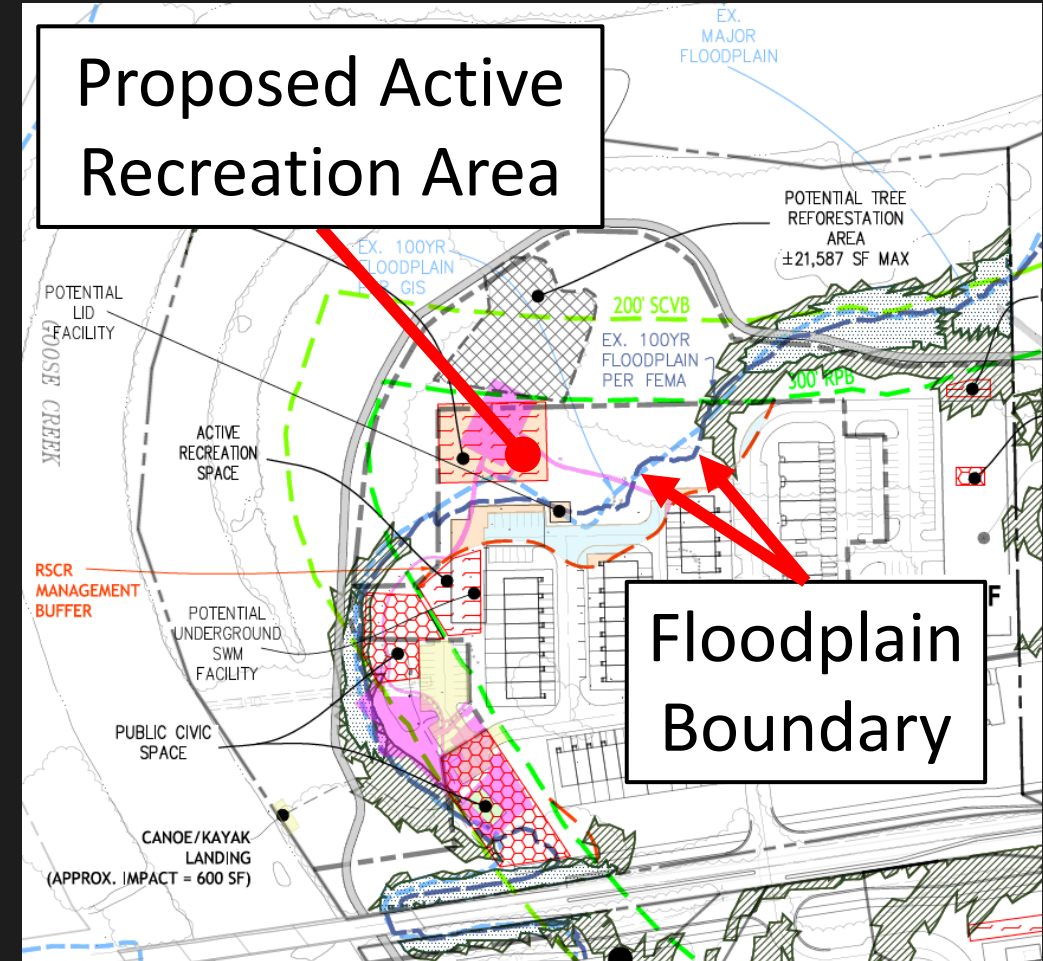 EX.
MAJOR
FLOODPLAIN
Proposed Active
Recreation Area
POTENTIAL TREE
REFORESTATION
AREA
±21,587 SF MAX
EX. 100YR
FLOODPLAIN
PER GIS
POTENTIAL
LID
FACILITY
GOOSE CREEK
200' SCVB
EX. 100YR
FLOODPLAIN
PER FEMA
300' RPB
ACTIVE
RECREATION
SPACE
RSCR
MANAGEMENT
BUFFER
POTENTIAL
UNDERGROUND
SWM
FACILITY
F
Floodplain
Boundary
PUBLIC CIVIC
SPACE
CANOE/KAYAK
LANDING
(APPROX. IMPACT = 600 SF)